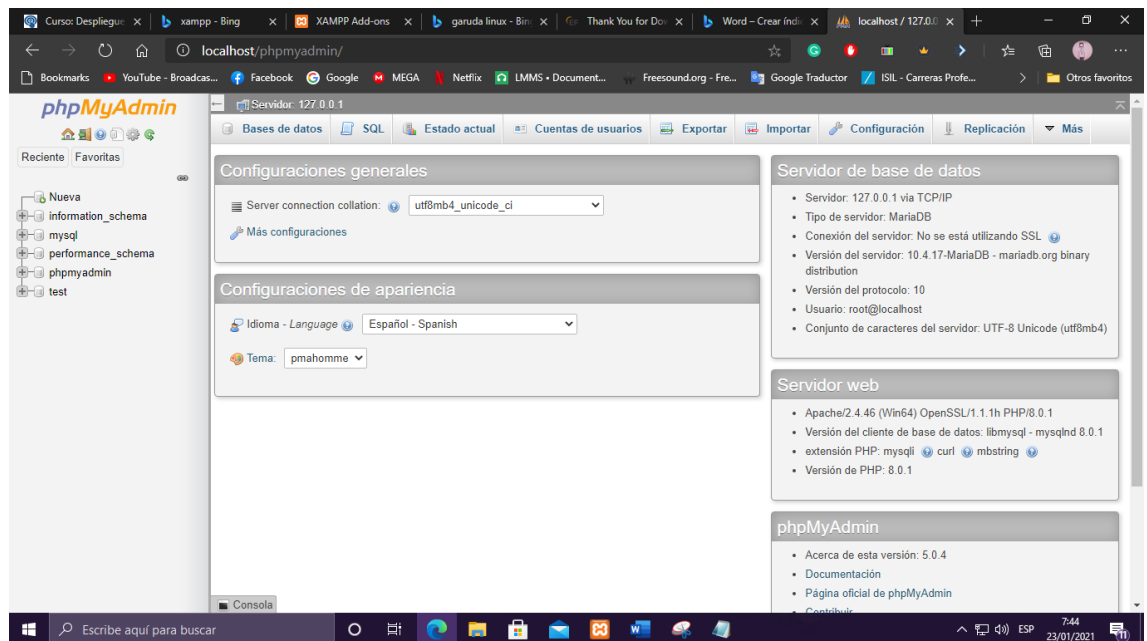 Curso: Despliegue
xampp - Bing
XAMPP Add-ons
garuda linux - Bin
Thank You for Do
Word – Crear índi
localhost / 127.0.0
localhost/phpmyadmin/
Bookmarks
YouTube - Broadcas...
Facebook
Google
MEGA
Netflix
LMMS • Document...
Freesound.org - Fre...
Google Traductor
ISIL - Carreras Profe...
Otros favoritos
phpMyAdmin
Reciente Favoritas
Nueva
information_schema
mysql
performance_schema
phpmyadmin
test
Servidor: 127.0.0.1
Bases de datos
SQL
Estado actual
Cuentas de usuarios
Exportar
Importar
Configuración
Replicación
Más
Configuraciones generales
Server connection collation: utf8mb4_unicode_ci
Más configuraciones
Configuraciones de apariencia
Idioma - Language Español - Spanish
Tema: pmahomme
Servidor de base de datos
Servidor: 127.0.0.1 via TCP/IP
Tipo de servidor: MariaDB
Conexión del servidor: No se está utilizando SSL
Versión del servidor: 10.4.17-MariaDB - mariadb.org binary
distribution
Versión del protocolo: 10
Usuario: root@localhost
Conjunto de caracteres del servidor: UTF-8 Unicode (utf8mb4)
Servidor web
Apache/2.4.46 (Win64) OpenSSL/1.1.1h PHP/8.0.1
Versión del cliente de base de datos: libmysql - mysqlnd 8.0.1
extensión PHP: mysqli curl mbstring
Versión de PHP: 8.0.1
phpMyAdmin
Acerca de esta versión: 5.0.4
Documentación
Página oficial de phpMyAdmin
Contribuir
Consola
Escribe aquí para buscar
ESP
7:44
23/01/2021